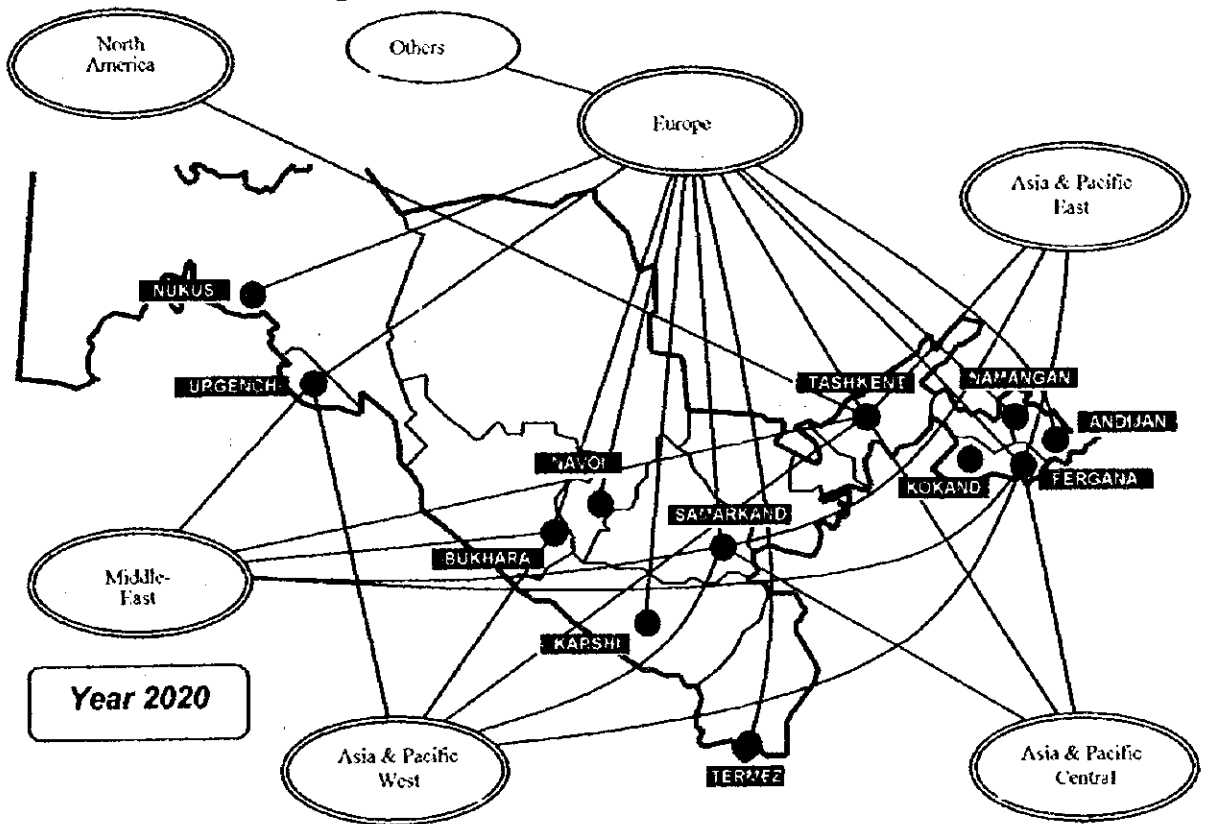 North
America
Others
Europe
Asia & Pacific
East
NUKUS
URGENCH
TASHKENT
NAMANGAN
ANDIJAN
NAVOI
KOKAND
FERGANA
SAMARKAND
BUKHARA
Middle-
East
KARSHI
Year 2020
Asia & Pacific
West
TERMEZ
Asia & Pacific
Central